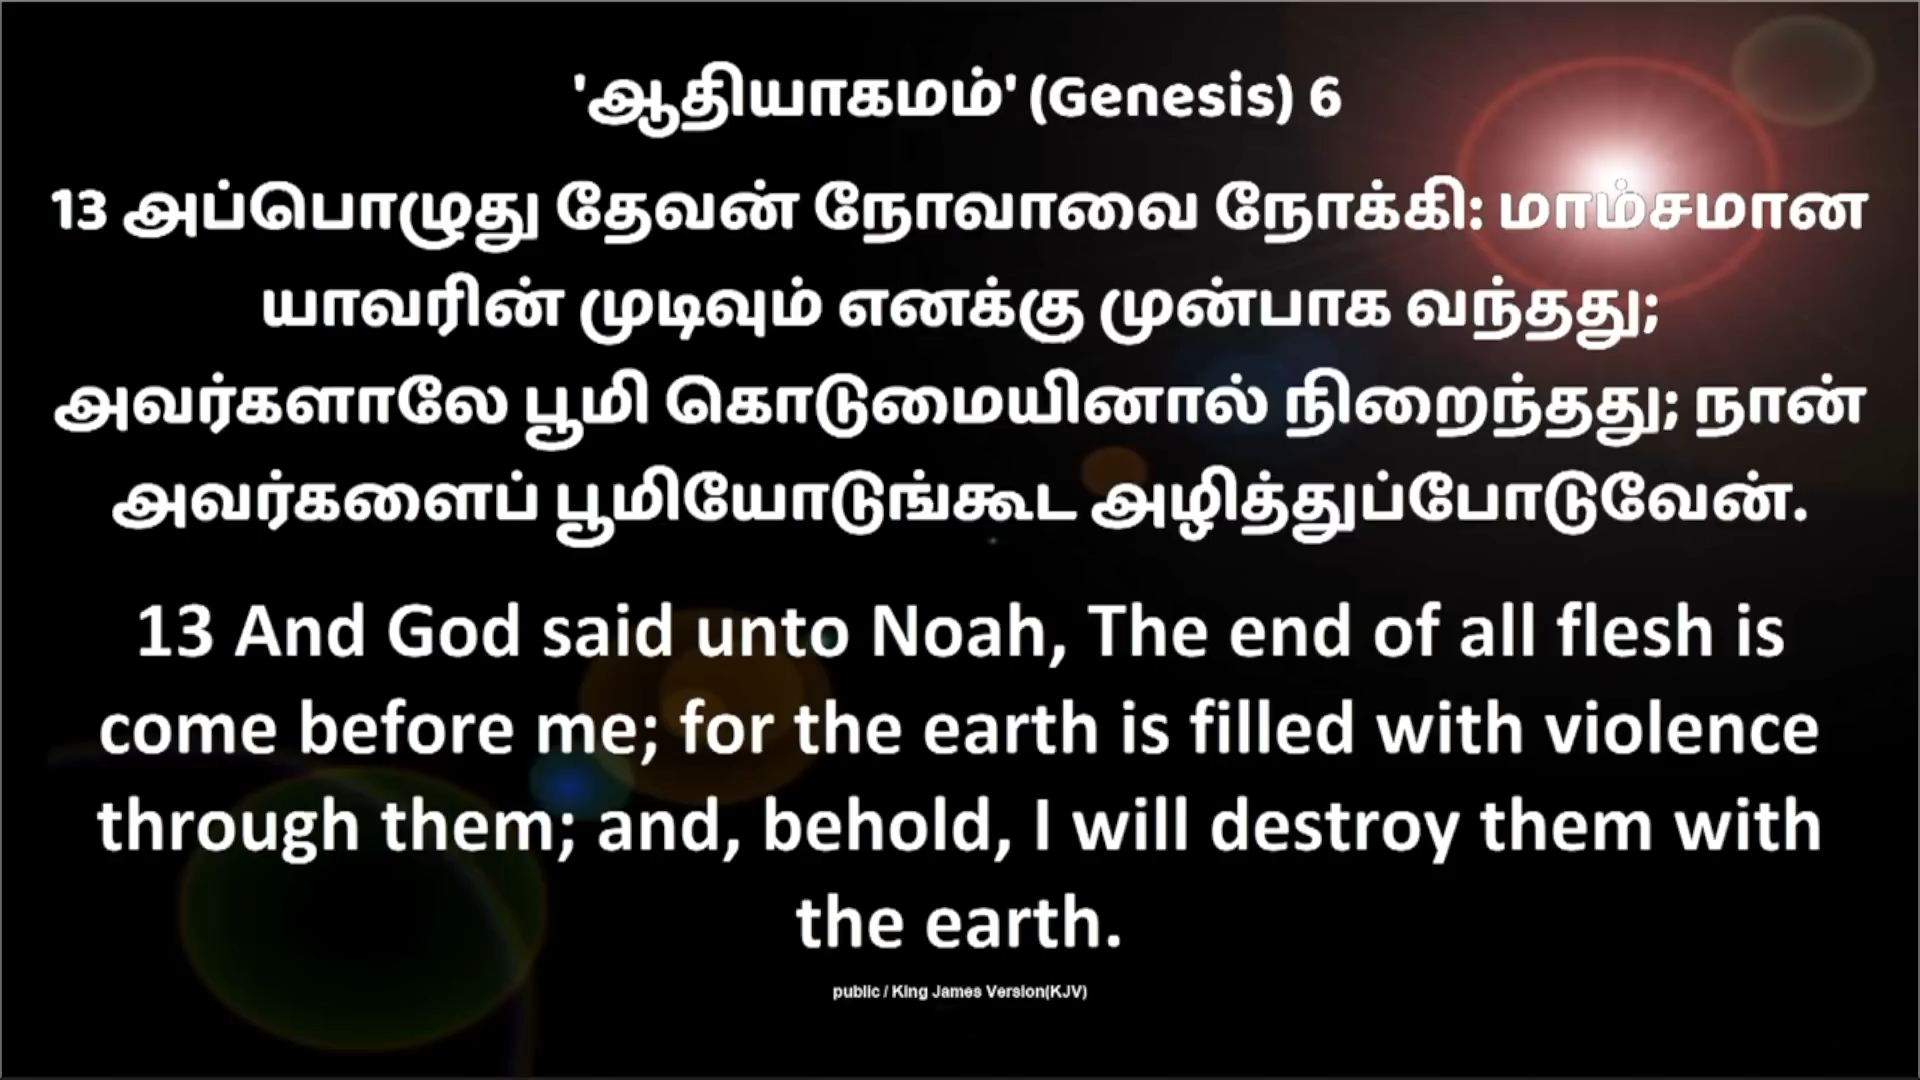 'ஆதியாகமம்' (Genesis) 6
13 அப்பொழுது தேவன் நோவாவை நோக்கி: மாம்சமான
யாவரின் முடிவும் எனக்கு முன்பாக வந்தது;
அவர்களாலே பூமி கொடுமையினால் நிறைந்தது; நான்
அவர்களைப் பூமியோடுங்கூட அழித்துப்போடுவேன்.
13 And God said unto Noah, The end of all flesh is
come before me; for the earth is filled with violence
through them; and, behold, I will destroy them with
the earth.
public / King James Version(KJV)